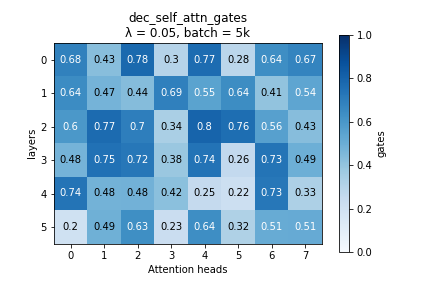 dec_self_attn_gates
λ = 0.05, batch = 5k
0 0.68 0.43 0.78 0.3 0.77 0.28 0.64 0.67
1 0.64 0.47 0.44 0.69 0.55 0.64 0.41 0.54
2 0.6 0.77 0.7 0.34 0.8 0.76 0.56 0.43
3 0.48 0.75 0.72 0.38 0.74 0.26 0.73 0.49
4 0.74 0.48 0.48 0.42 0.25 0.22 0.73 0.33
5 0.2 0.49 0.63 0.23 0.64 0.32 0.51 0.51
0 1 2 3 4 5 6 7
Attention heads
layers
1.0
0.8
0.6
0.4
0.2
0.0
gates